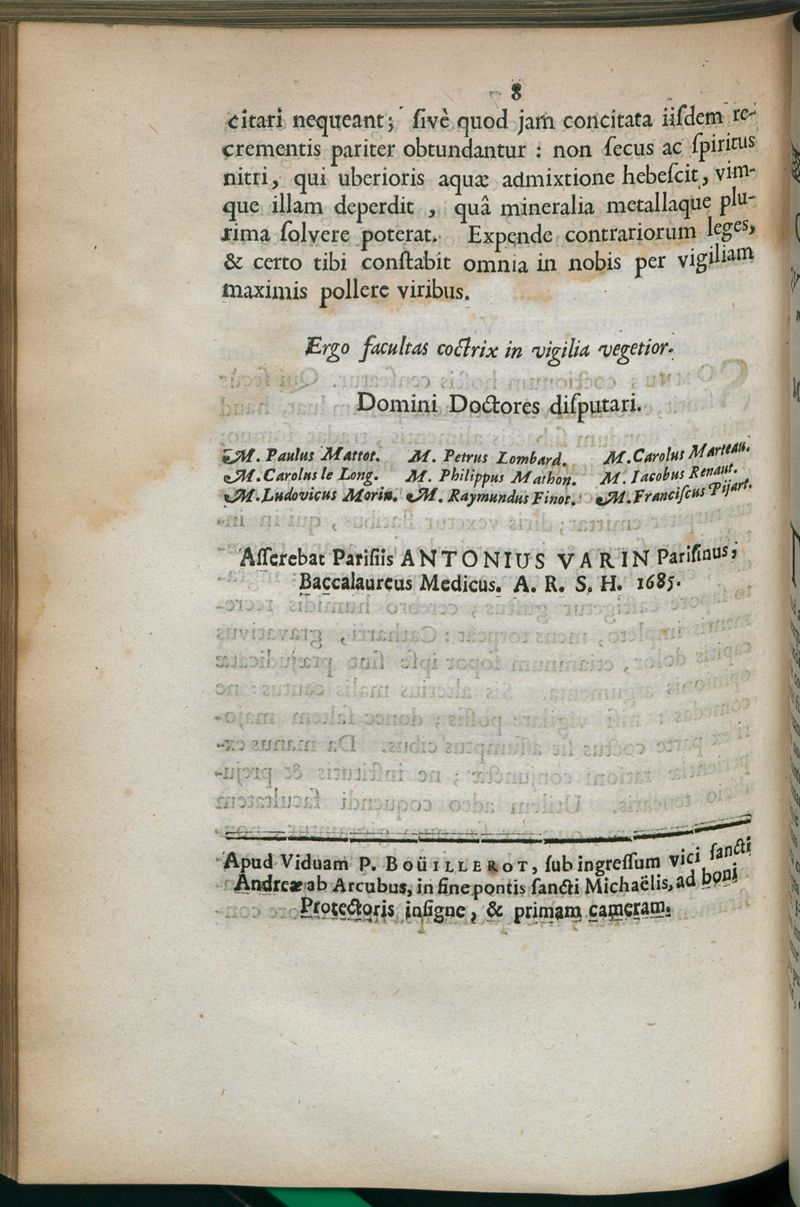 8
citari nequeant; sivè quod jam concitata iisdem re-
crementis pariter obtundantur : non secus ac spiritus
nitri, qui uberioris aquæ admixtione hebescit, vim-
que illam deperdit , quâ mineralia metallaque plu-
rima solvere poterat. Expende contrariorum leges,
& certo tibi constabit omnia in nobis per vigiliam
maximis pollere viribus.
Ergo facultas coctrix in vigilia vegetior.
Domini Doctores disputari.
M. Paulus Mattot. M. Petrus Lombard. M. Carolus Marteau.
M. Carolus le Long. M. Philippus Mathon. M. Iacobus Renaut.
M. Ludovicus Morin. M. Raymundus Finot. M. Franciscus Pijart.
Asserebat Parisiis ANTONIUS VARIN Parisinus,
Baccalaureus Medicus. A. R. S. H. 1685.
Apud Viduam P. BOÜILLEROT, sub ingressum vici sancti
Andreæ ab Arcubus, in fine pontis sancti Michaëlis, ad boni
Protectoris insigne, & primam cameram.